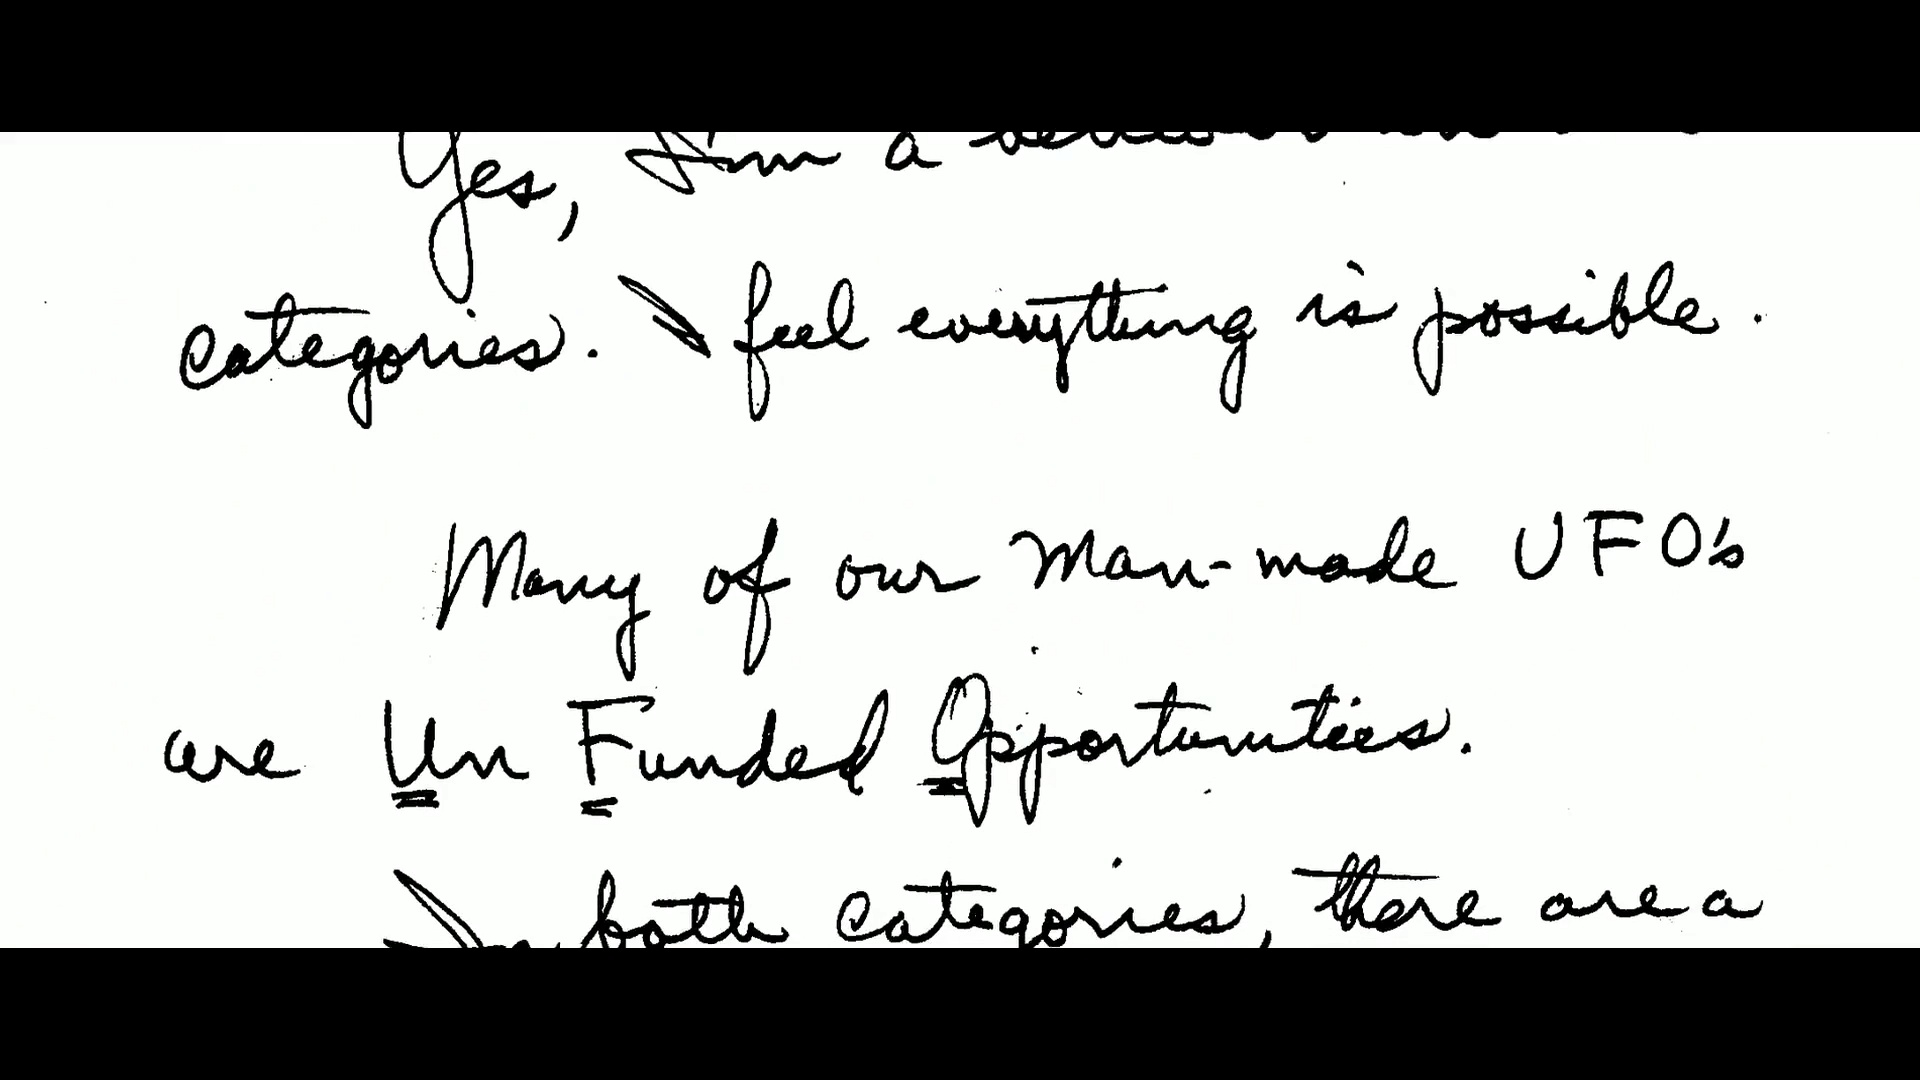 Yes, I'm a
categories. I feel everything is possible.
Many of our man-made UFO's
are Un Funded Opportunities.
In both categories, there are a